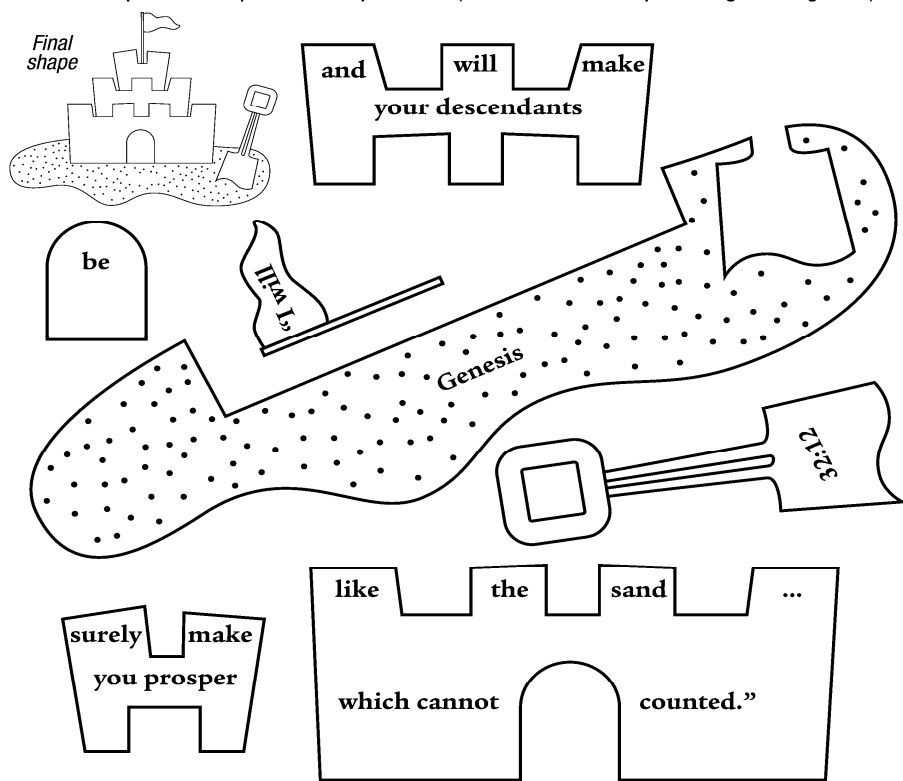 Final
shape
and will make
your descendants
be
"I will
Genesis
32:12
surely make
you prosper
like the sand ...
which cannot counted.”